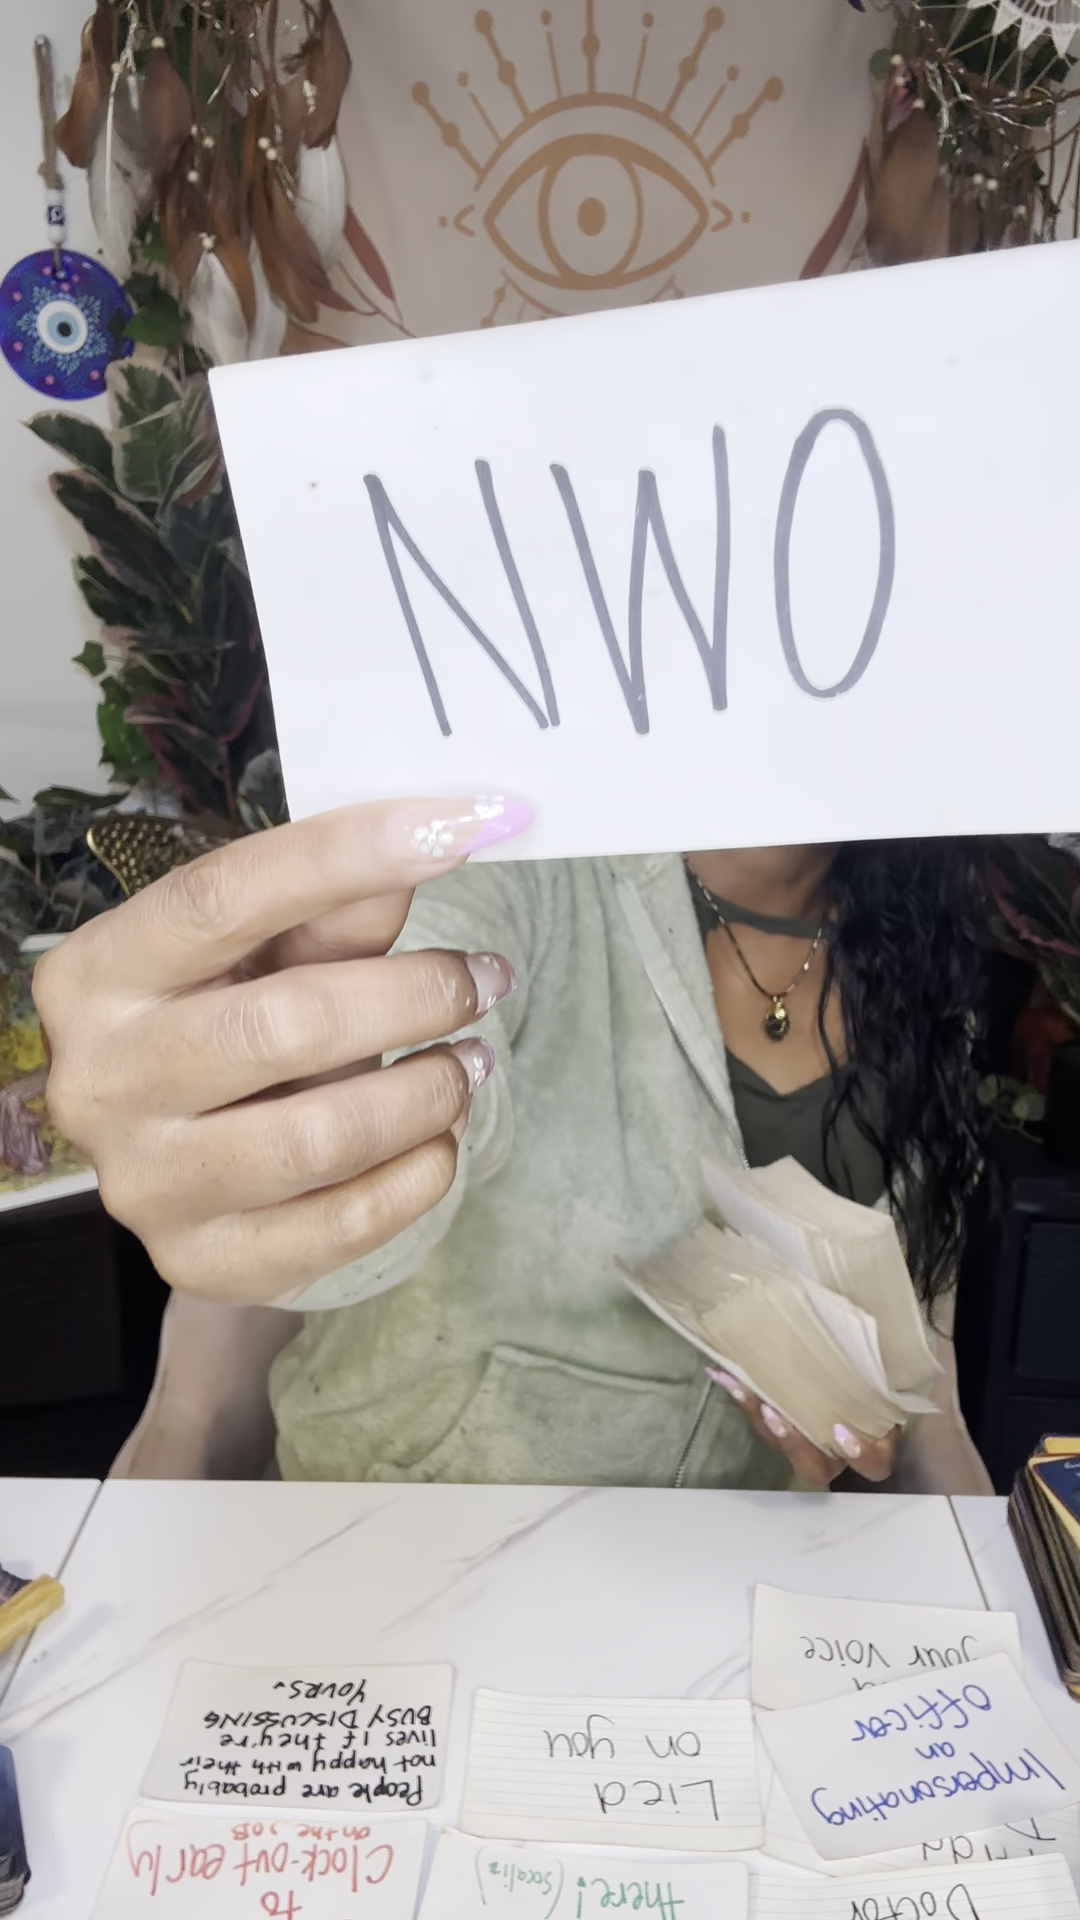 NWO
your voice
Impersonating
an
officer
Lied
on you
People are probably
not happy with their
lives if they're
BUSY DISCUSSING
YOURS.
to
Clock-out early
on the JOB
there!
Doctor